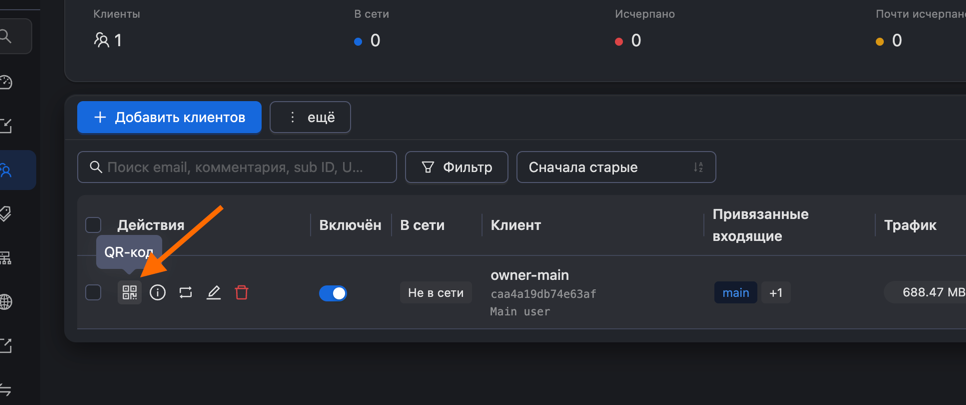 Клиенты
1
В сети
0
Исчерпано
0
Почти исчерпан
0
+ Добавить клиентов
⋮ ещё
Поиск email, комментария, sub ID, U...
Фильтр
Сначала старые
Действия
Включён
В сети
Клиент
Привязанные
входящие
Трафик
QR-код
Не в сети
owner-main
caa4a19db74e63af
Main user
main
+1
688.47 MB